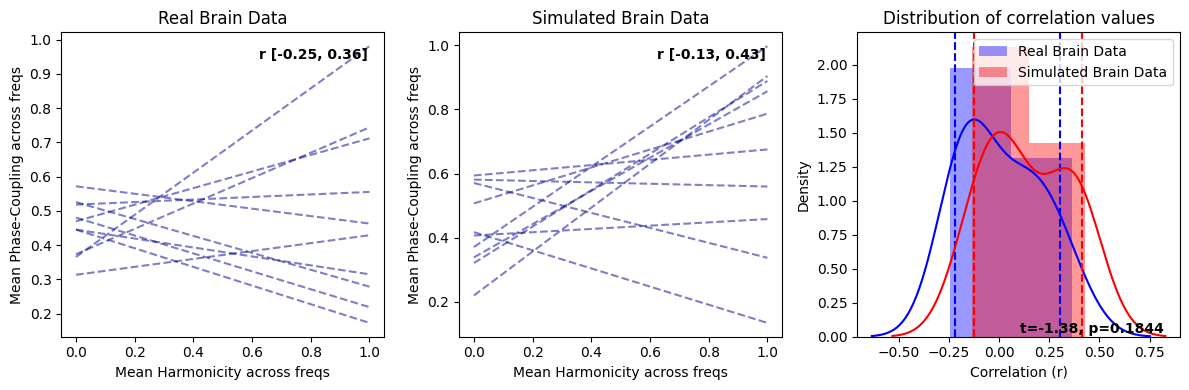 Real Brain Data
r [-0.25, 0.36]
1.0
0.9
0.8
0.7
0.6
0.5
0.4
0.3
0.2
Mean Phase-Coupling across freqs
0.0 0.2 0.4 0.6 0.8 1.0
Mean Harmonicity across freqs
Simulated Brain Data
r [-0.13, 0.43]
1.0
0.8
0.6
0.4
0.2
Mean Phase-Coupling across freqs
0.0 0.2 0.4 0.6 0.8 1.0
Mean Harmonicity across freqs
Distribution of correlation values
Real Brain Data
Simulated Brain Data
2.00
1.75
1.50
1.25
1.00
0.75
0.50
0.25
0.00
Density
t=-1.38, p=0.1844
−0.50 −0.25 0.00 0.25 0.50 0.75
Correlation (r)